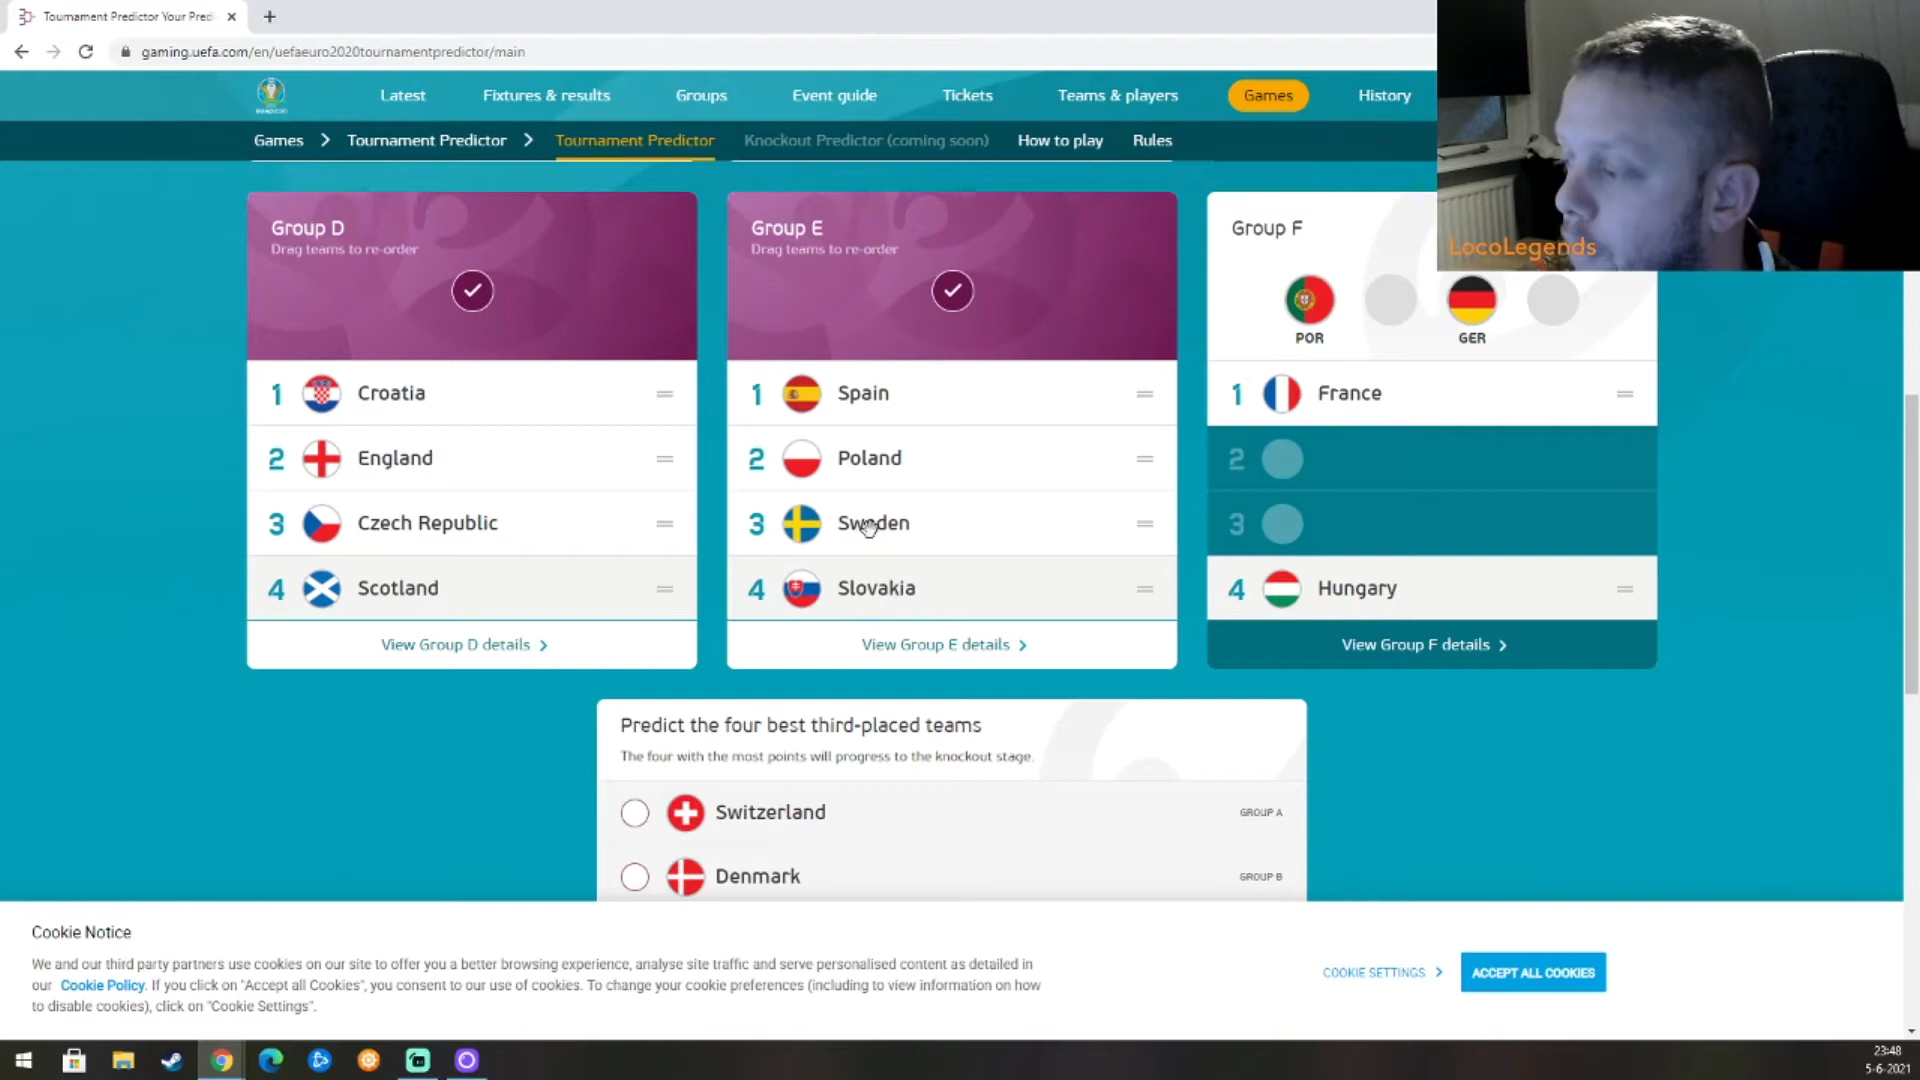 Tournament Predictor Your Pred
gaming.uefa.com/en/uefaeuro2020tournamentpredictor/main
Latest Fixtures & results Groups Event guide Tickets Teams & players Games History
Games Tournament Predictor Tournament Predictor Knockout Predictor (coming soon) How to play Rules
LocoLegends
Group D
Drag teams to re-order
1 Croatia
2 England
3 Czech Republic
4 Scotland
View Group D details
Group E
Drag teams to re-order
1 Spain
2 Poland
3 Sweden
4 Slovakia
View Group E details
Group F
POR GER
1 France
2
3
4 Hungary
View Group F details
Predict the four best third-placed teams
The four with the most points will progress to the knockout stage.
Switzerland GROUP A
Denmark GROUP B
Cookie Notice
We and our third party partners use cookies on our site to offer you a better browsing experience, analyse site traffic and serve personalised content as detailed in
our Cookie Policy. If you click on "Accept all Cookies", you consent to our use of cookies. To change your cookie preferences (including to view information on how
to disable cookies), click on "Cookie Settings".
COOKIE SETTINGS
ACCEPT ALL COOKIES
23:48
5-6-2021